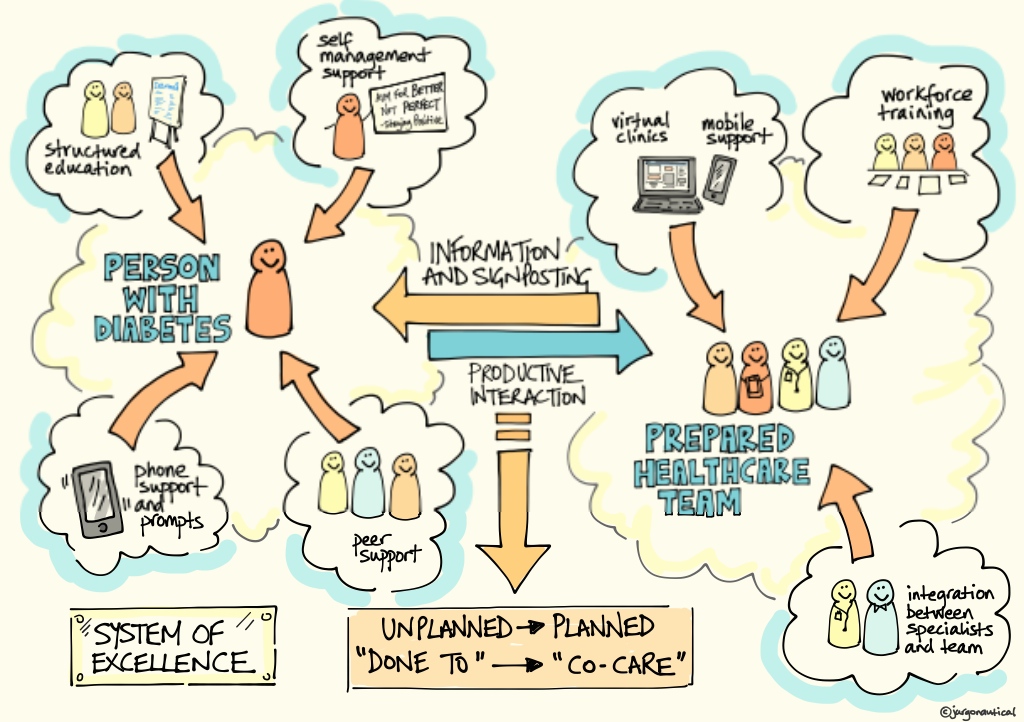 structured
education
self
management
support
AIM FOR BETTER
NOT PERFECT
- Staying Positive
virtual
clinics
mobile
support
workforce
training
PERSON
WITH
DIABETES
INFORMATION
AND SIGNPOSTING
PRODUCTIVE
INTERACTION
PREPARED
HEALTHCARE
TEAM
phone
support
and
prompts
peer
support
integration
between
specialists
and team
SYSTEM OF
EXCELLENCE
UNPLANNED → PLANNED
"DONE TO" → "CO-CARE"
©jargonautical